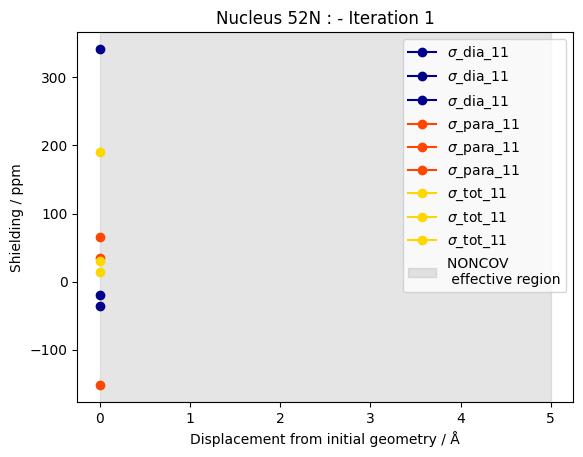 Nucleus 52N : - Iteration 1
Shielding / ppm
300
200
100
0
−100
σ_dia_11
σ_dia_11
σ_dia_11
σ_para_11
σ_para_11
σ_para_11
σ_tot_11
σ_tot_11
σ_tot_11
NONCOV
effective region
0 1 2 3 4 5
Displacement from initial geometry / Å